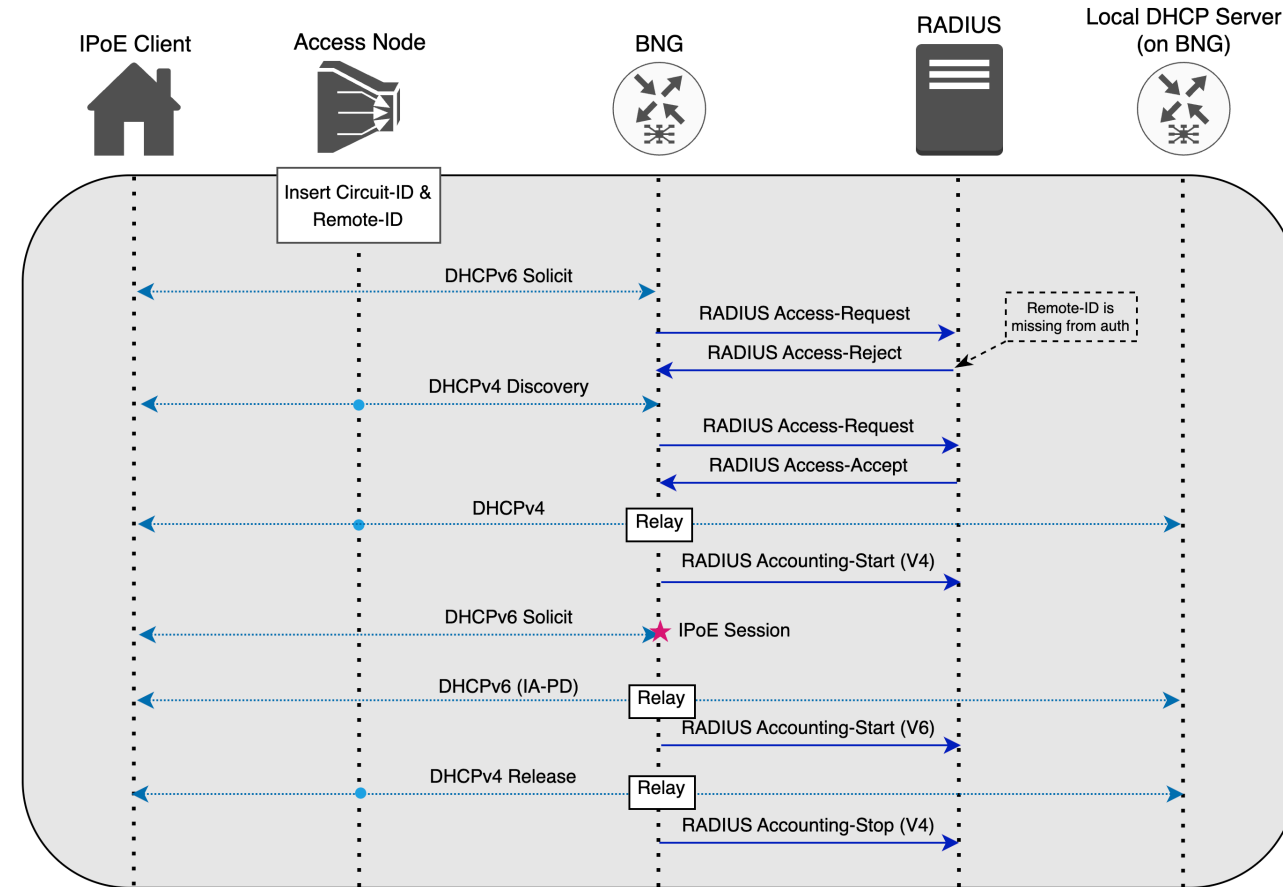 IPoE Client
Access Node
BNG
RADIUS
Local DHCP Server
(on BNG)
Insert Circuit-ID &
Remote-ID
DHCPv6 Solicit
RADIUS Access-Request
Remote-ID is
missing from auth
RADIUS Access-Reject
DHCPv4 Discovery
RADIUS Access-Request
RADIUS Access-Accept
DHCPv4
Relay
RADIUS Accounting-Start (V4)
DHCPv6 Solicit
IPoE Session
DHCPv6 (IA-PD)
Relay
RADIUS Accounting-Start (V6)
DHCPv4 Release
Relay
RADIUS Accounting-Stop (V4)